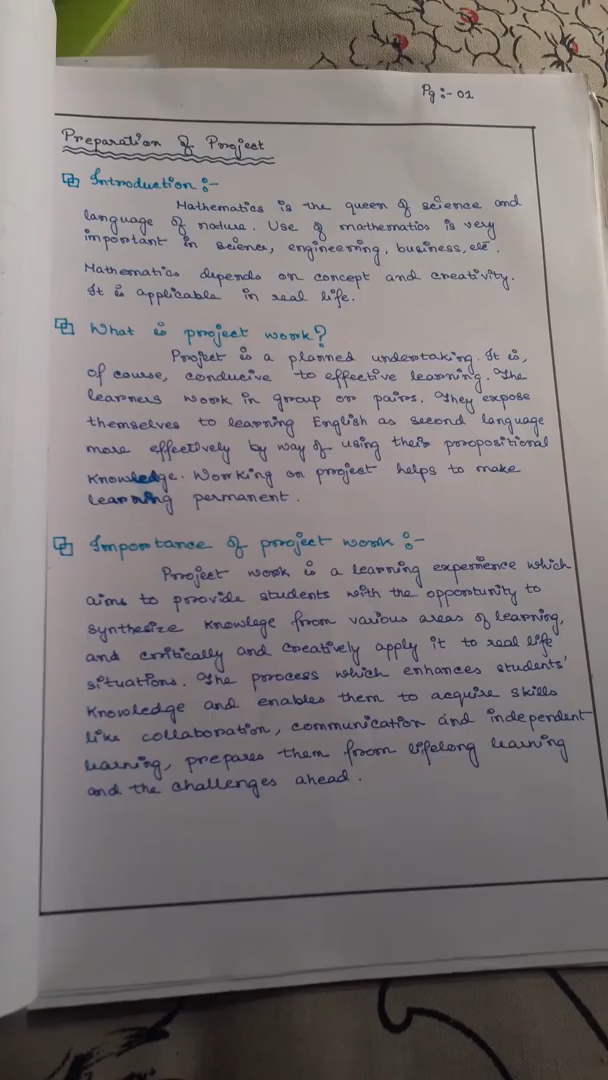 Pg :- 01
Preparation of Project
Introduction :-
Mathematics is the queen of science and
language of nature. Use of mathematics is very
important in science, engineering, business, etc.
Mathematics depends on concept and creativity.
It is applicable in real life.
What is project work?
Project is a planned undertaking. It is,
of course, conducive to effective learning. The
learners work in group or pairs. They expose
themselves to learning English as second language
more effectively by way of using their propositional
knowledge. Working on project helps to make
learning permanent.
Importance of project work :-
Project work is a learning experience which
aims to provide students with the opportunity to
synthesize knowlege from various areas of learning,
and critically and creatively apply it to real life
situations. The process which enhances students'
knowledge and enables them to acquire skills
like collaboration, communication and independent
learning, prepares them from lifelong learning
and the challenges ahead.